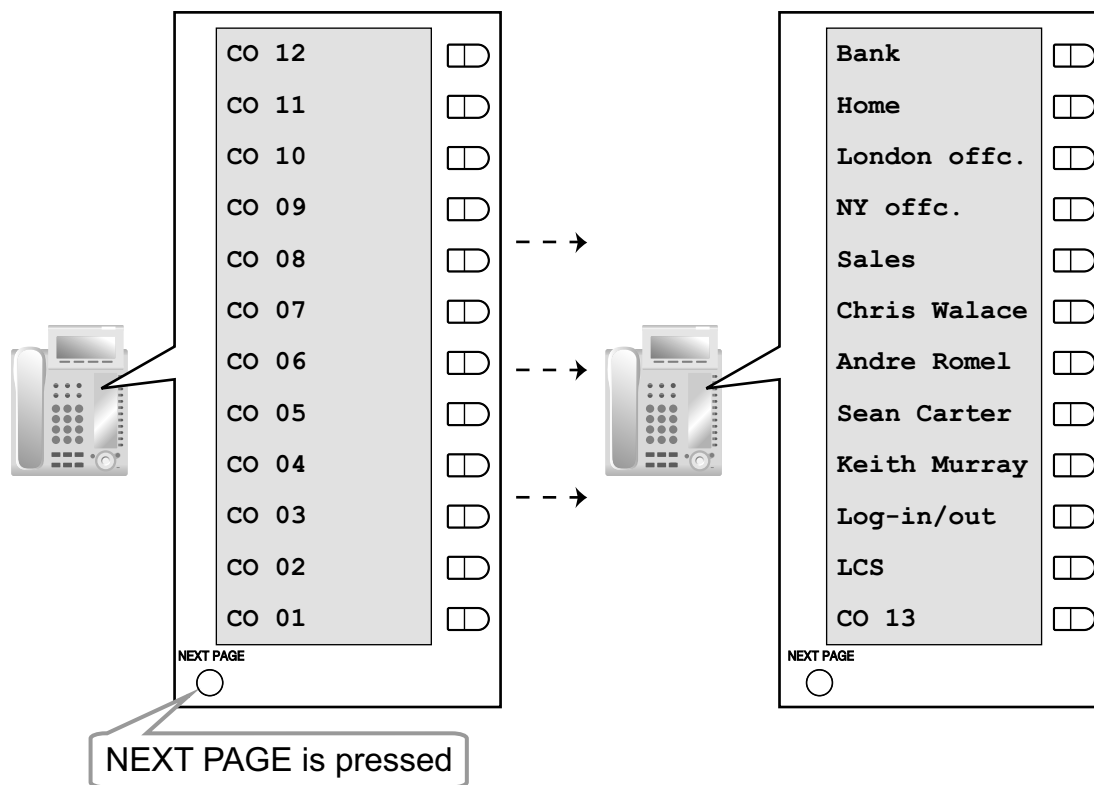 CO 12
CO 11
CO 10
CO 09
CO 08
CO 07
CO 06
CO 05
CO 04
CO 03
CO 02
CO 01
NEXT PAGE
NEXT PAGE is pressed
Bank
Home
London offc.
NY offc.
Sales
Chris Walace
Andre Romel
Sean Carter
Keith Murray
Log-in/out
LCS
CO 13
NEXT PAGE